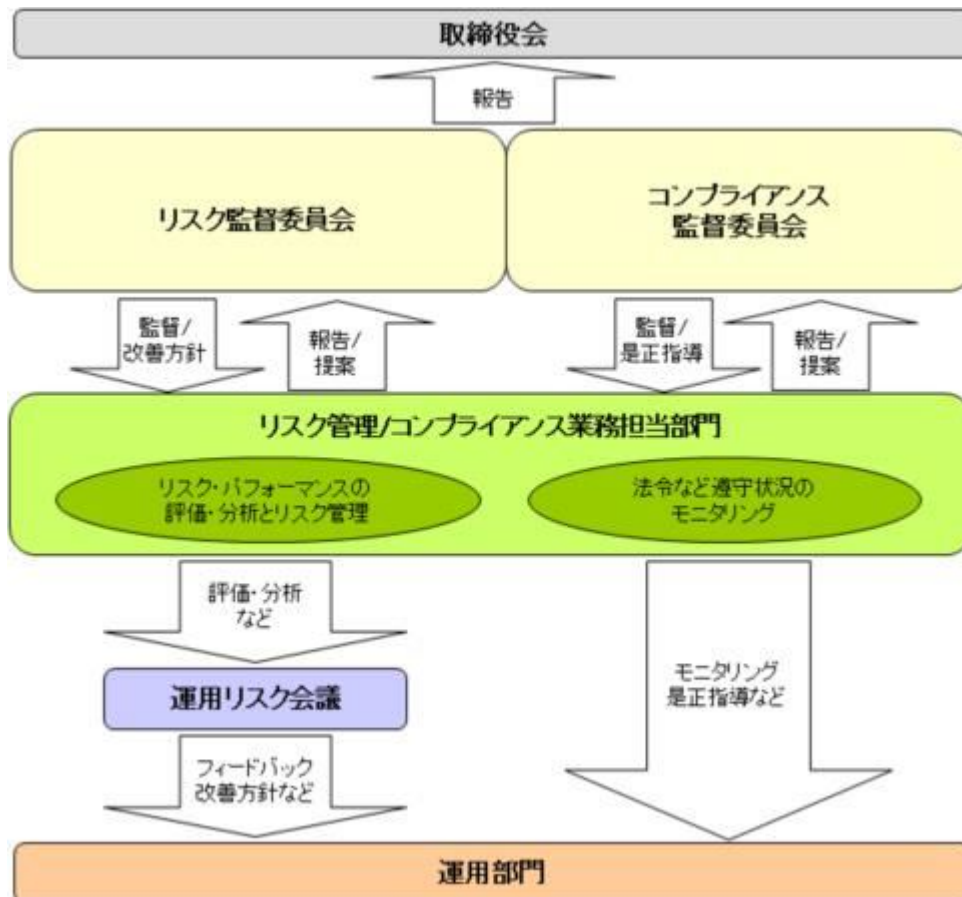 取締役会
報告
リスク監督委員会
コンプライアンス
監督委員会
監督/
改善方針
報告/
提案
監督/
是正指導
報告/
提案
リスク管理/コンプライアンス業務担当部門
リスク・パフォーマンスの
評価・分析とリスク管理
法令など遵守状況の
モニタリング
評価・分析
など
運用リスク会議
モニタリング
是正指導など
フィードバック
改善方針など
運用部門